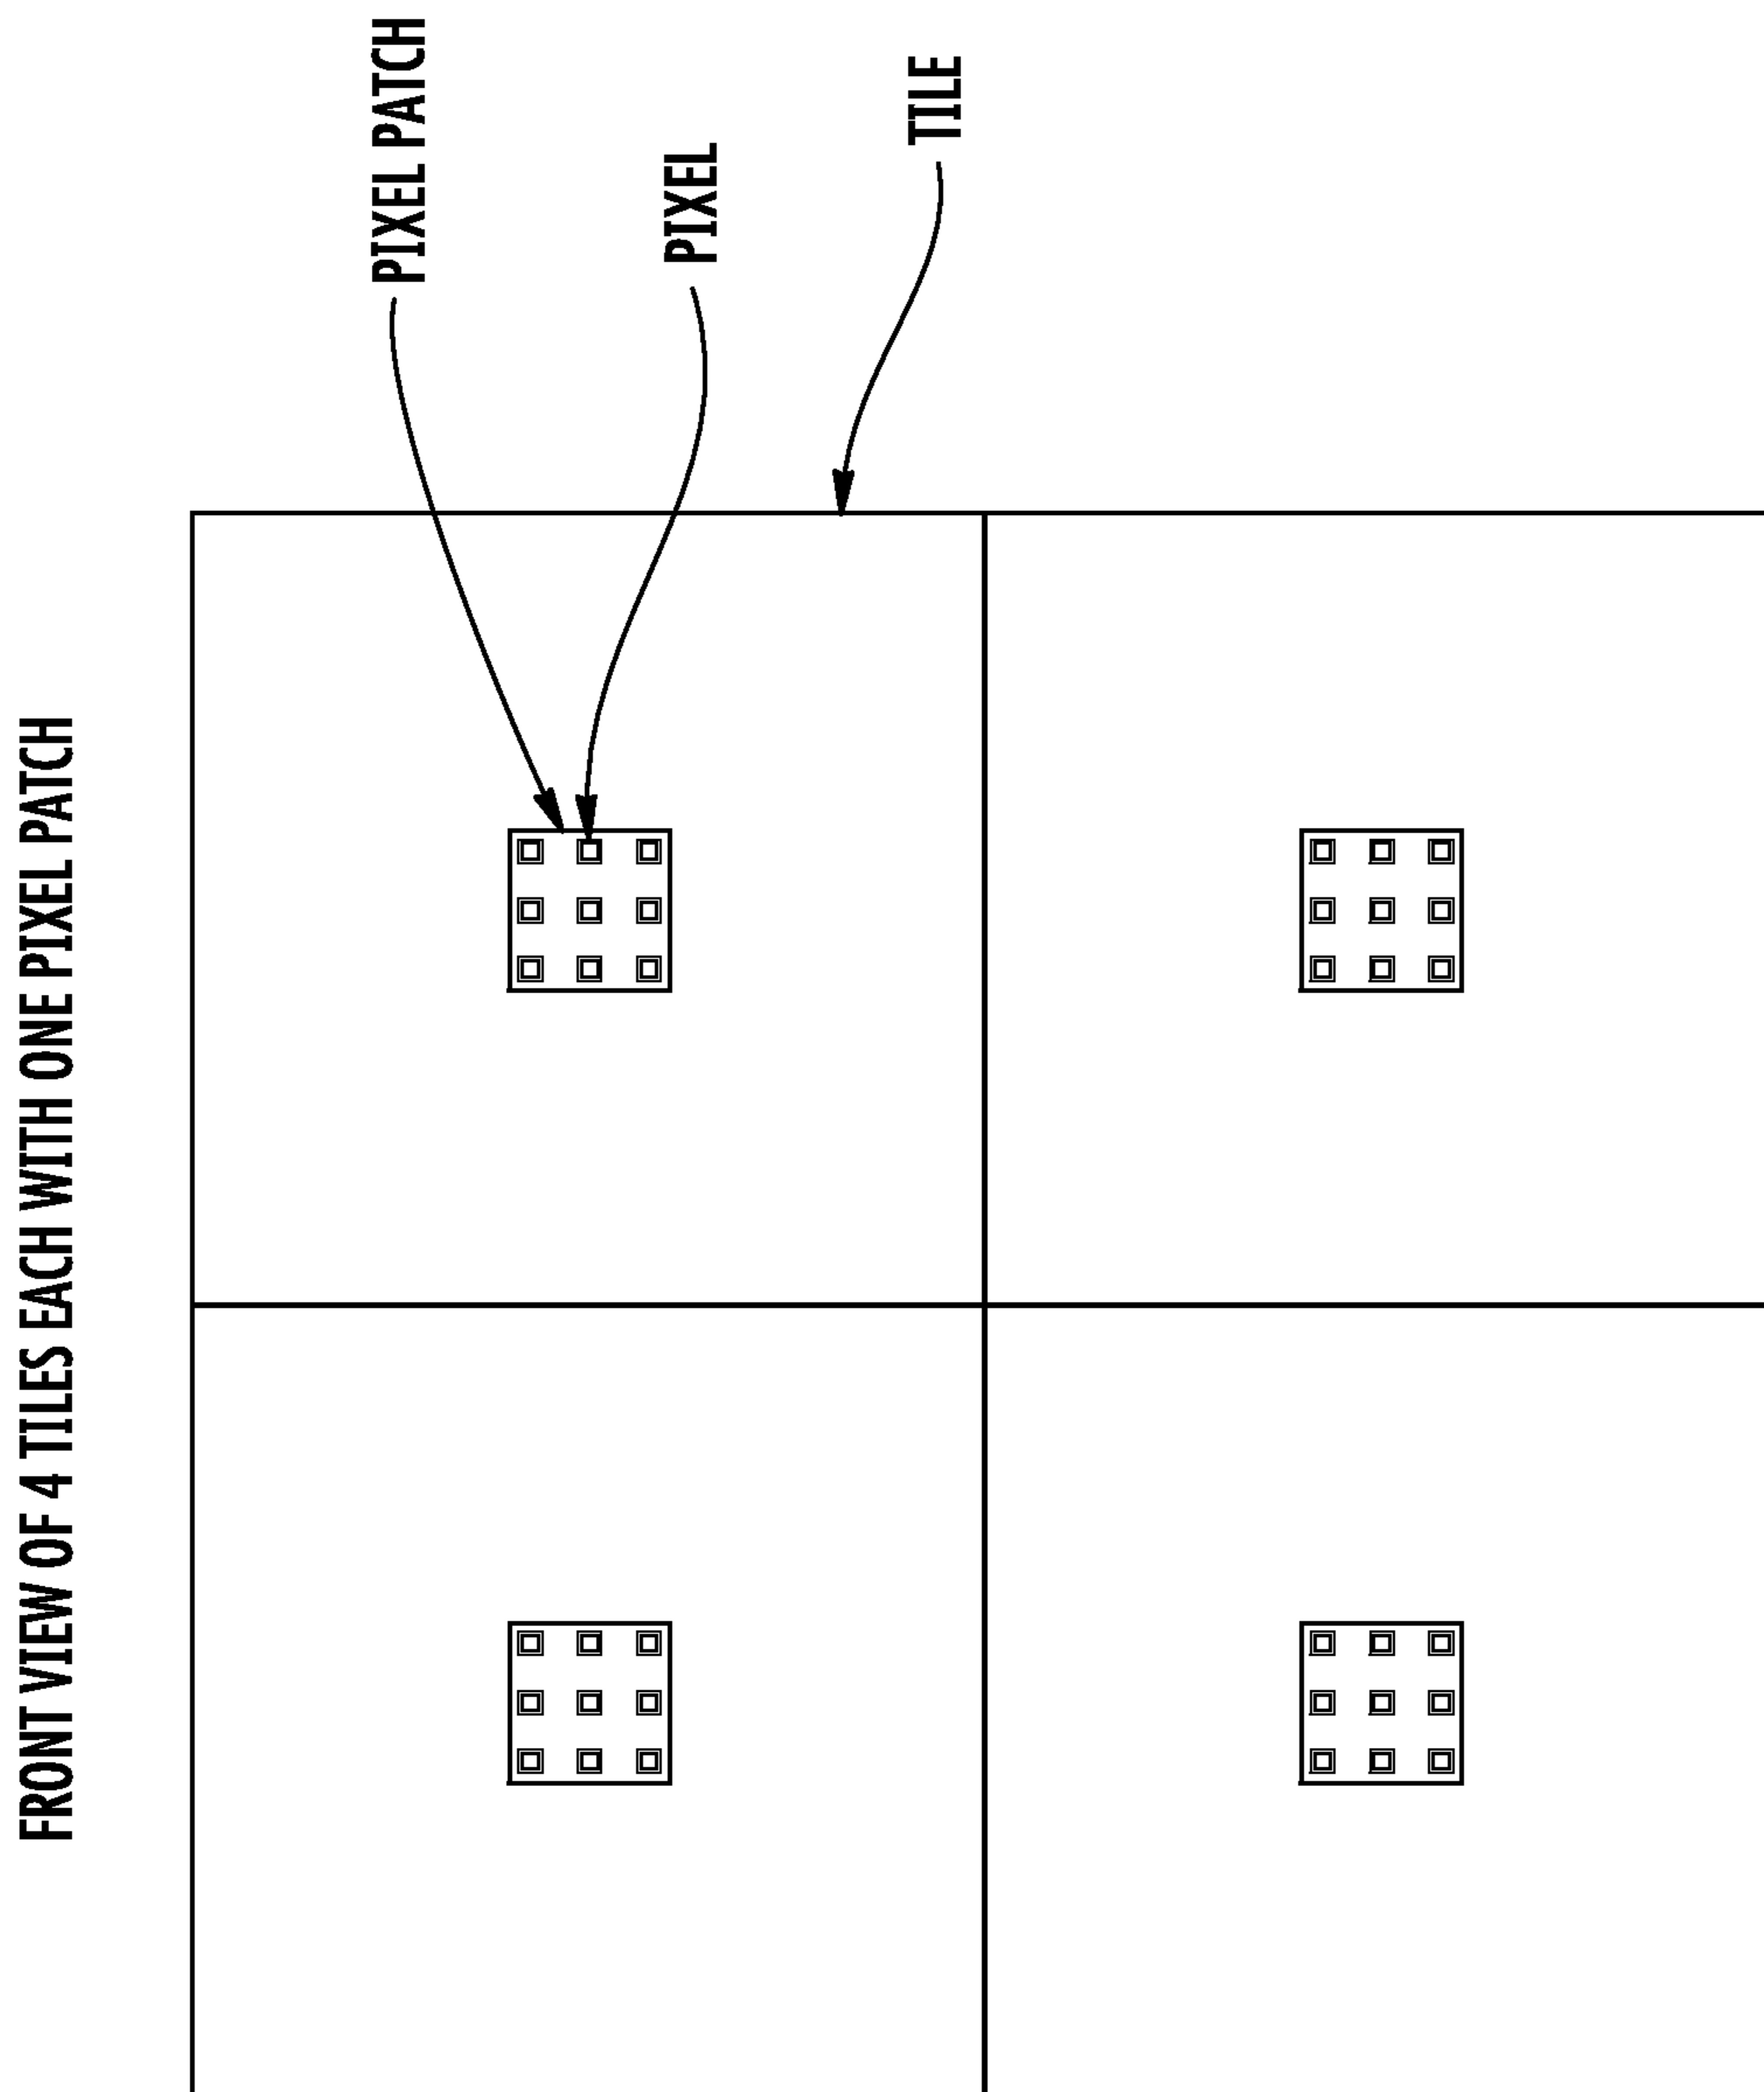 FRONT VIEW OF 4 TILES EACH WITH ONE PIXEL PATCH
PIXEL PATCH
PIXEL
TILE